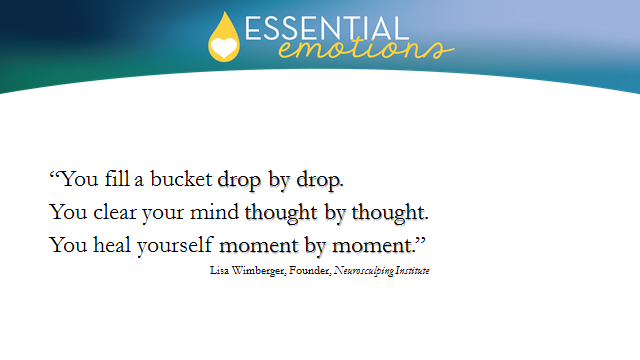 ESSENTIAL
emotions
“You fill a bucket drop by drop.
You clear your mind thought by thought.
You heal yourself moment by moment.”
Lisa Wimberger, Founder, Neurosculpting Institute